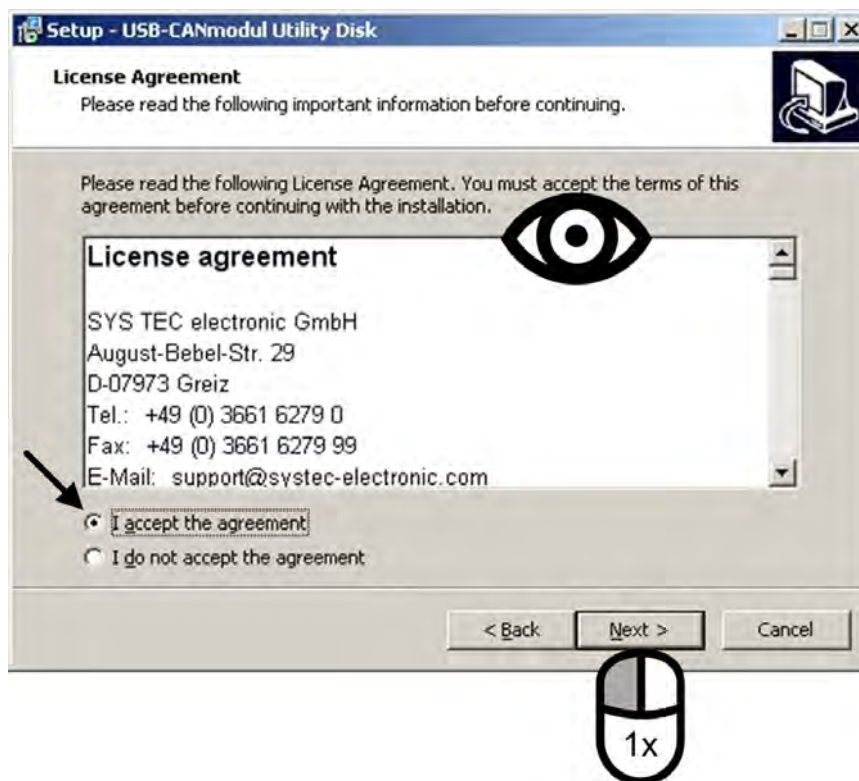 Setup - USB-CANmodul Utility Disk
License Agreement
Please read the following important information before continuing.
Please read the following License Agreement. You must accept the terms of this
agreement before continuing with the installation.
License agreement
SYS TEC electronic GmbH
August-Bebel-Str. 29
D-07973 Greiz
Tel.: +49 (0) 3661 6279 0
Fax: +49 (0) 3661 6279 99
E-Mail: support@systec-electronic.com
I accept the agreement
I do not accept the agreement
< Back Next > Cancel
1x